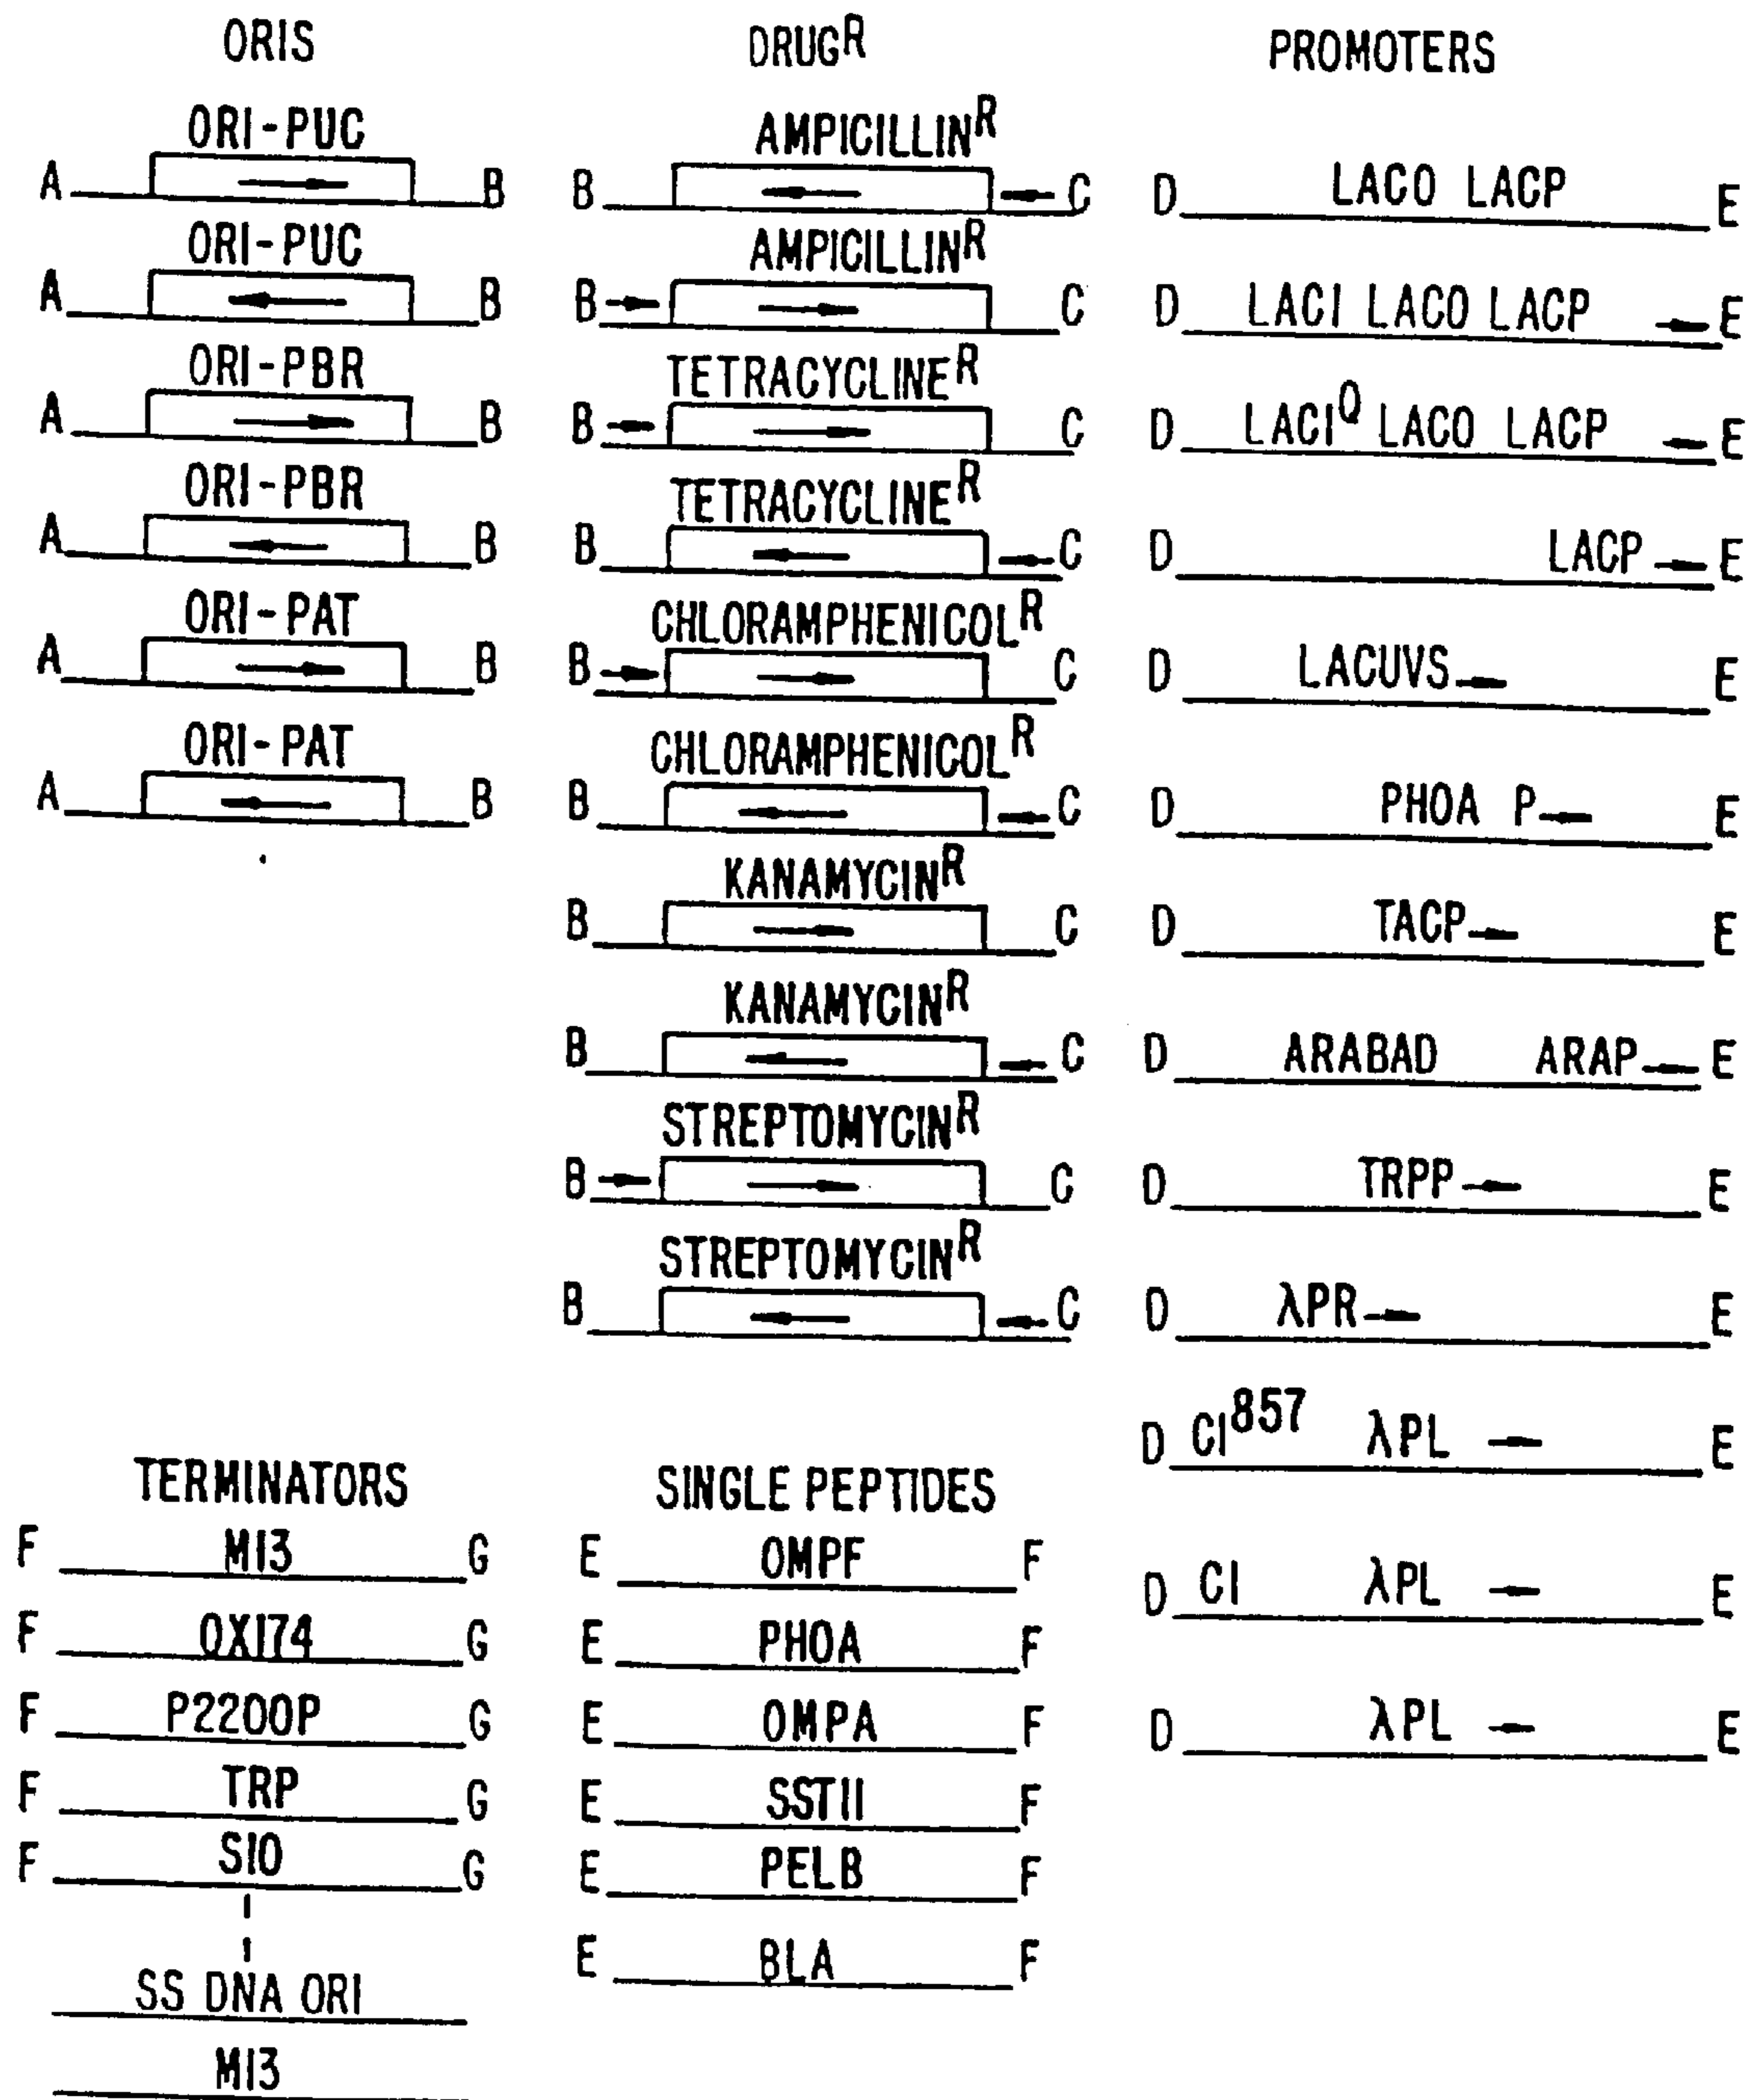 ORIS
A ORI-PUC B
A ORI-PUC B
A ORI-PBR B
A ORI-PBR B
A ORI-PAT B
A ORI-PAT B
DRUGR
B AMPICILLINR C
B AMPICILLINR C
B TETRACYCLINER C
B TETRACYCLINER C
B CHLORAMPHENICOLR C
B CHLORAMPHENICOLR C
B KANAMYCINR C
B KANAMYCINR C
B STREPTOMYCINR C
B STREPTOMYCINR C
PROMOTERS
D LACO LACP E
D LACI LACO LACP E
D LACIQ LACO LACP E
D LACP E
D LACUVS E
D PHOA P E
D TACP E
D ARABAD ARAP E
D TRPP E
D λPR E
D CI857 λPL E
D CI λPL E
D λPL E
TERMINATORS
F M13 G
F OX174 G
F P2200P G
F TRP G
F S10 G
SS DNA ORI
M13
SINGLE PEPTIDES
E OMPF F
E PHOA F
E OMPA F
E SSTII F
E PELB F
E BLA F